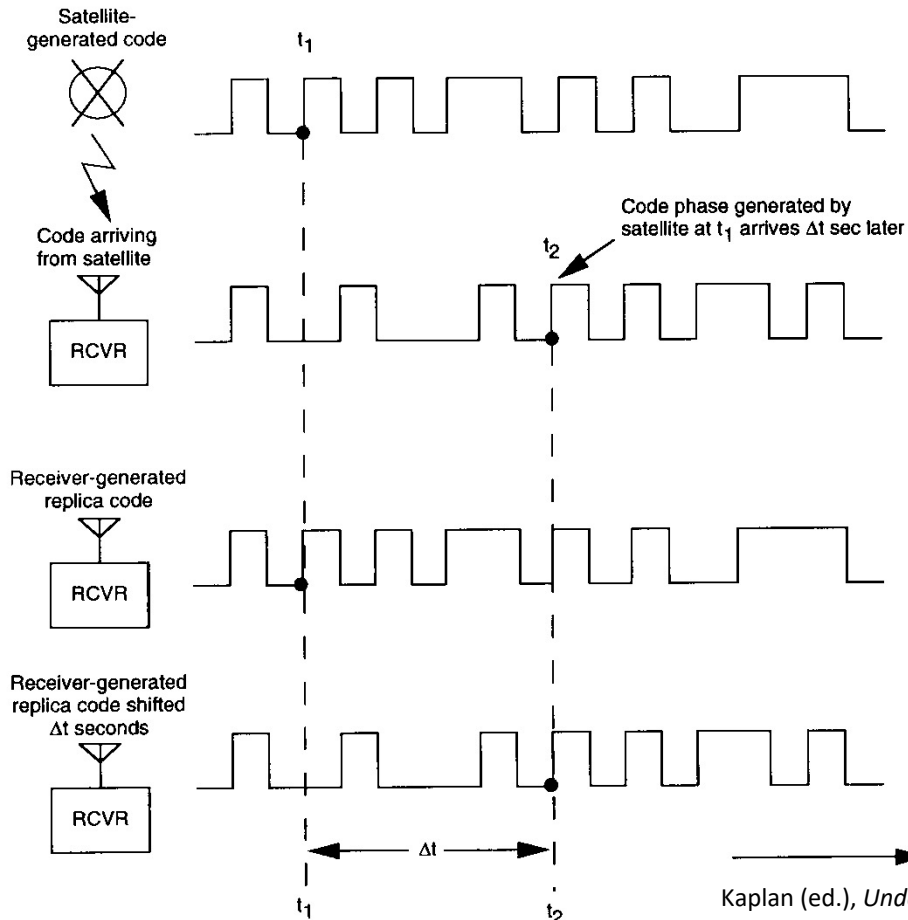 Satellite-
generated code
t1
Code arriving
from satellite
t2
Code phase generated by
satellite at t1 arrives Δt sec later
RCVR
Receiver-generated
replica code
RCVR
Receiver-generated
replica code shifted
Δt seconds
RCVR
Δt
t1
t2
Kaplan (ed.), Und